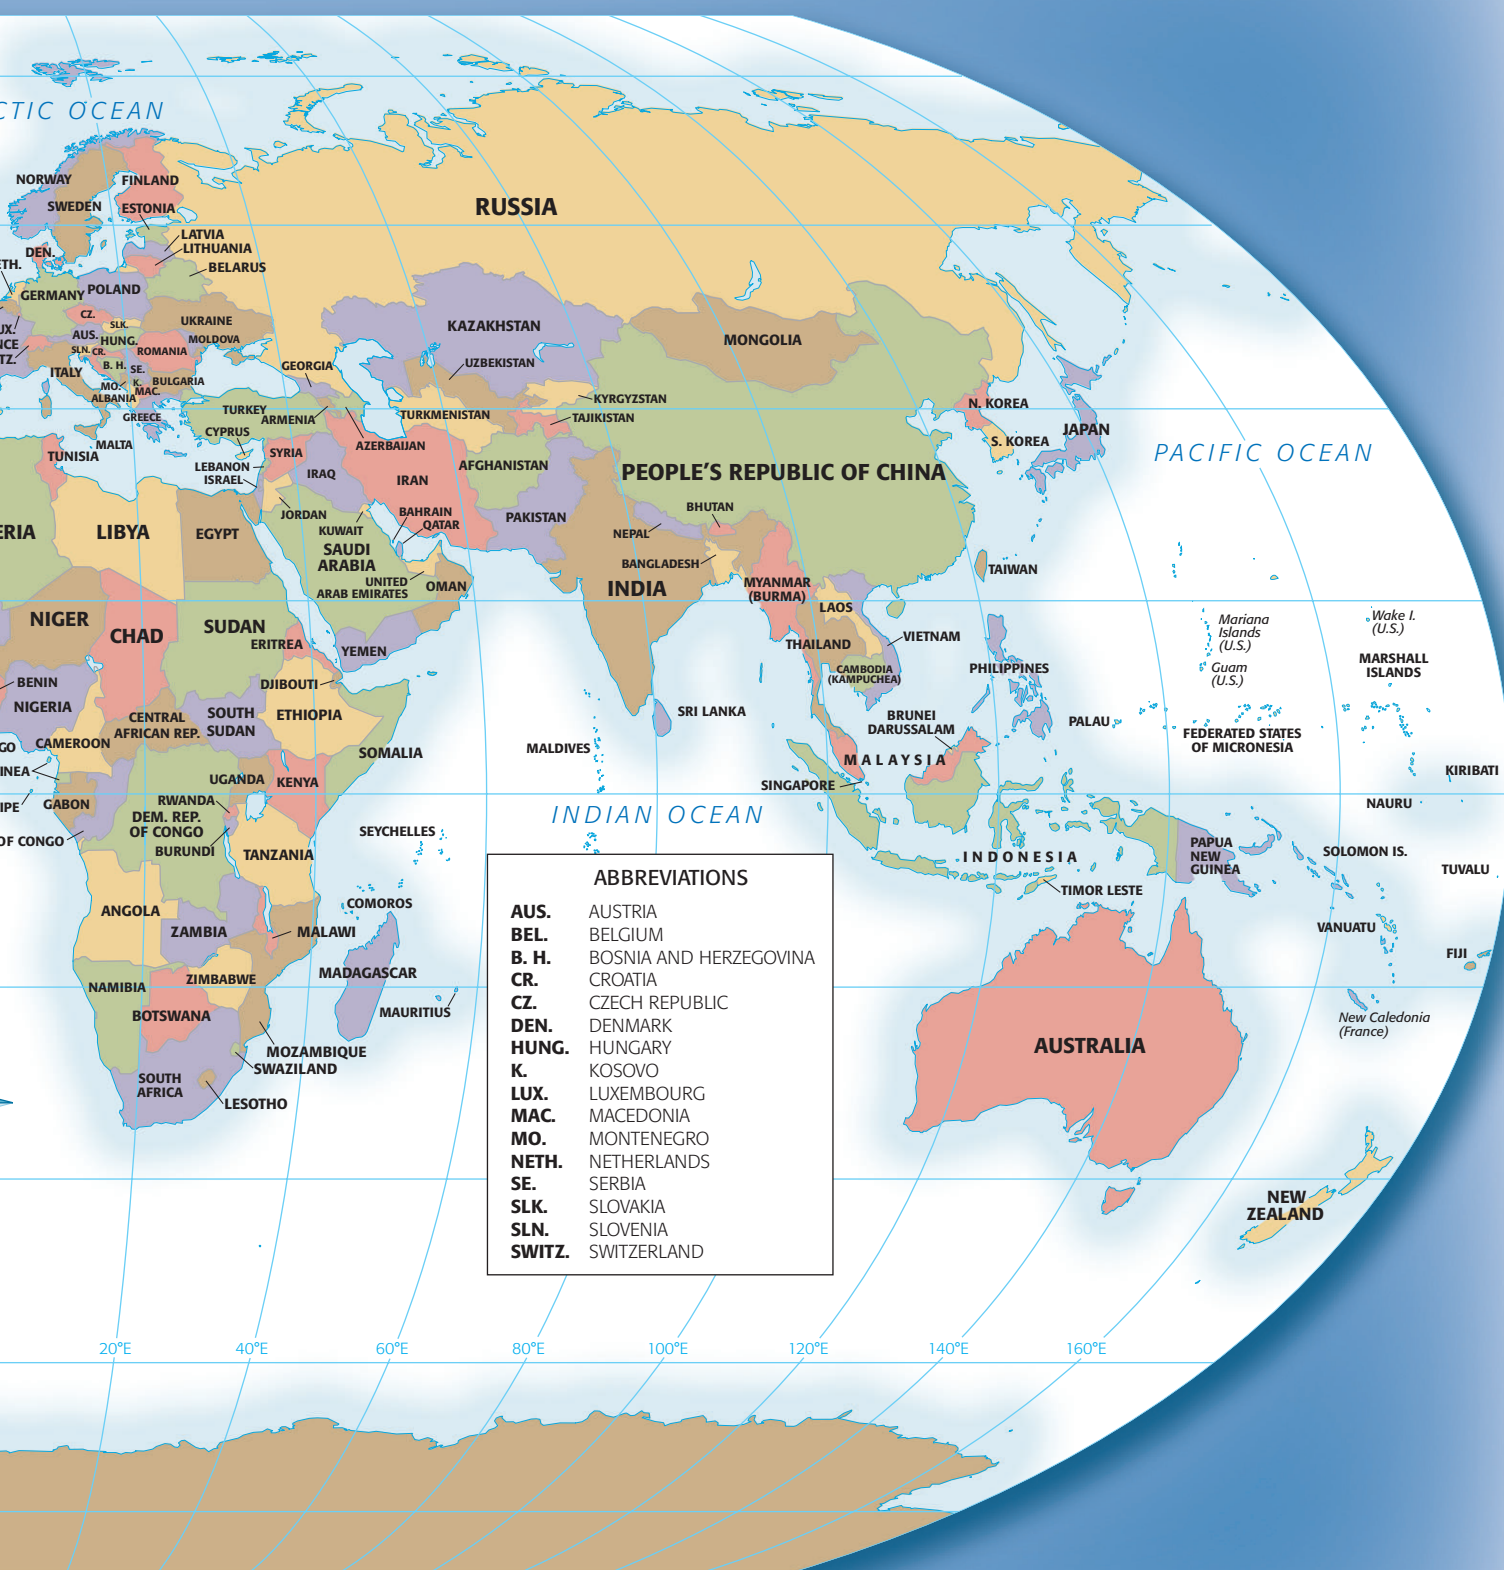 CTIC OCEAN
NORWAY
FINLAND
SWEDEN
ESTONIA
RUSSIA
LATVIA
LITHUANIA
DEN.
ETH.
BELARUS
GERMANY
POLAND
CZ.
UX.
SLK.
UKRAINE
KAZAKHSTAN
NCE
AUS.
HUNG.
MOLDOVA
MONGOLIA
TZ.
SLN.
CR.
ROMANIA
ITALY
B. H.
SE.
GEORGIA
UZBEKISTAN
MO.
K.
BULGARIA
ALBANIA
MAC.
KYRGYZSTAN
GREECE
TURKEY
ARMENIA
TURKMENISTAN
TAJIKISTAN
N. KOREA
CYPRUS
MALTA
AZERBAIJAN
S. KOREA
JAPAN
TUNISIA
SYRIA
PACIFIC OCEAN
LEBANON
ISRAEL
IRAQ
IRAN
AFGHANISTAN
PEOPLE'S REPUBLIC OF CHINA
JORDAN
KUWAIT
BAHRAIN
QATAR
PAKISTAN
BHUTAN
NEPAL
ERIA
LIBYA
EGYPT
SAUDI
ARABIA
BANGLADESH
TAIWAN
UNITED
ARAB EMIRATES
OMAN
INDIA
MYANMAR
(BURMA)
LAOS
NIGER
CHAD
SUDAN
ERITREA
YEMEN
THAILAND
VIETNAM
Mariana
Islands
(U.S.)
Wake I.
(U.S.)
CAMBODIA
(KAMPUCHEA)
PHILIPPINES
Guam
(U.S.)
MARSHALL
ISLANDS
BENIN
DJIBOUTI
NIGERIA
CENTRAL
AFRICAN REP.
SOUTH
SUDAN
ETHIOPIA
SRI LANKA
BRUNEI
DARUSSALAM
PALAU
FEDERATED STATES
OF MICRONESIA
GO
CAMEROON
SOMALIA
MALDIVES
MALAYSIA
INEA
UGANDA
KENYA
SINGAPORE
KIRIBATI
IPE
GABON
RWANDA
NAURU
DEM. REP.
OF CONGO
INDIAN OCEAN
OF CONGO
BURUNDI
TANZANIA
SEYCHELLES
INDONESIA
PAPUA
NEW
GUINEA
SOLOMON IS.
TUVALU
TIMOR LESTE
ANGOLA
COMOROS
ZAMBIA
MALAWI
VANUATU
FIJI
NAMIBIA
ZIMBABWE
MADAGASCAR
BOTSWANA
MAURITIUS
New Caledonia
(France)
AUSTRALIA
MOZAMBIQUE
SWAZILAND
SOUTH
AFRICA
LESOTHO
NEW
ZEALAND
ABBREVIATIONS
AUS. AUSTRIA
BEL. BELGIUM
B. H. BOSNIA AND HERZEGOVINA
CR. CROATIA
CZ. CZECH REPUBLIC
DEN. DENMARK
HUNG. HUNGARY
K. KOSOVO
LUX. LUXEMBOURG
MAC. MACEDONIA
MO. MONTENEGRO
NETH. NETHERLANDS
SE. SERBIA
SLK. SLOVAKIA
SLN. SLOVENIA
SWITZ. SWITZERLAND
20°E 40°E 60°E 80°E 100°E 120°E 140°E 160°E